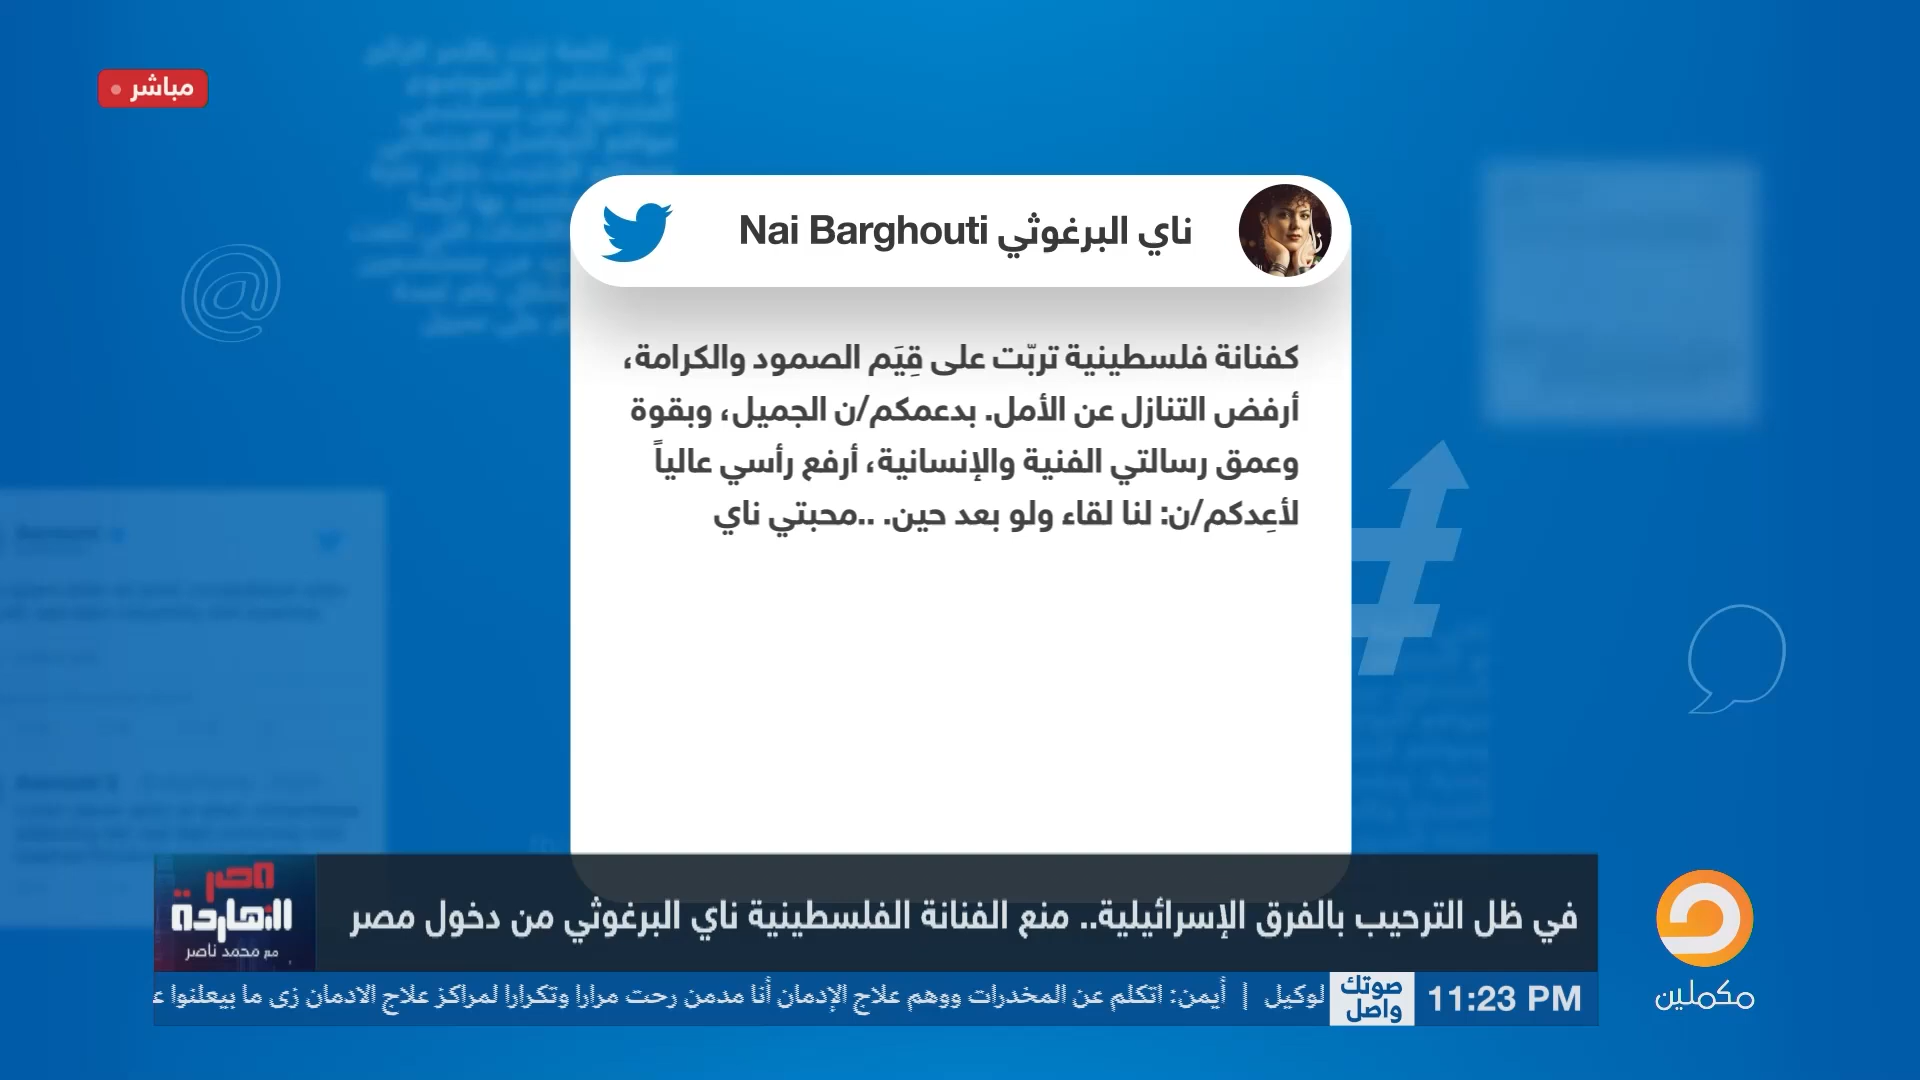 مباشر
ناي البرغوثي Nai Barghouti
كفنانة فلسطينية تربّت على قِيَم الصمود والكرامة،
أرفض التنازل عن الأمل. بدعمكم/ن الجميل، وبقوة
وعمق رسالتي الفنية والإنسانية، أرفع رأسي عالياً
لأعِدكم/ن: لنا لقاء ولو بعد حين. ..محبتي ناي
في ظل الترحيب بالفرق الإسرائيلية.. منع الفنانة الفلسطينية ناي البرغوثي من دخول مصر
مصر
النهاردة
مع محمد ناصر
11:23 PM
صوتك
واصل
لوكيل | أيمن: اتكلم عن المخدرات ووهم علاج الإدمان أنا مدمن رحت مرارا وتكرارا لمراكز علاج الادمان زى ما بيعلنوا ع
مكملين